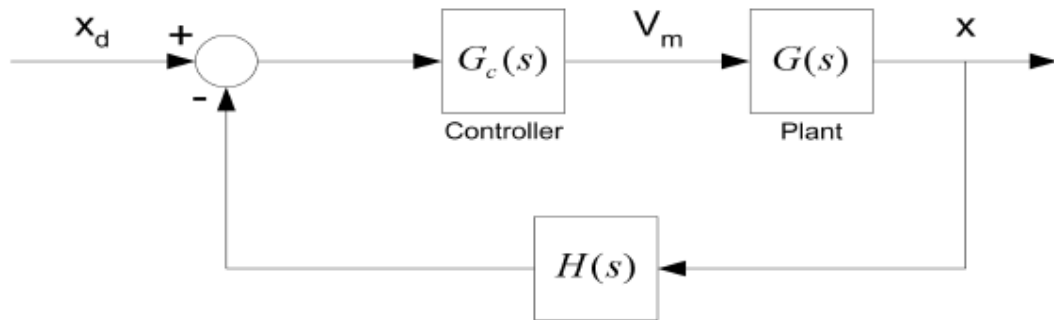 x_d + V_m x
G_c(s) G(s)
-
Controller Plant
H(s)